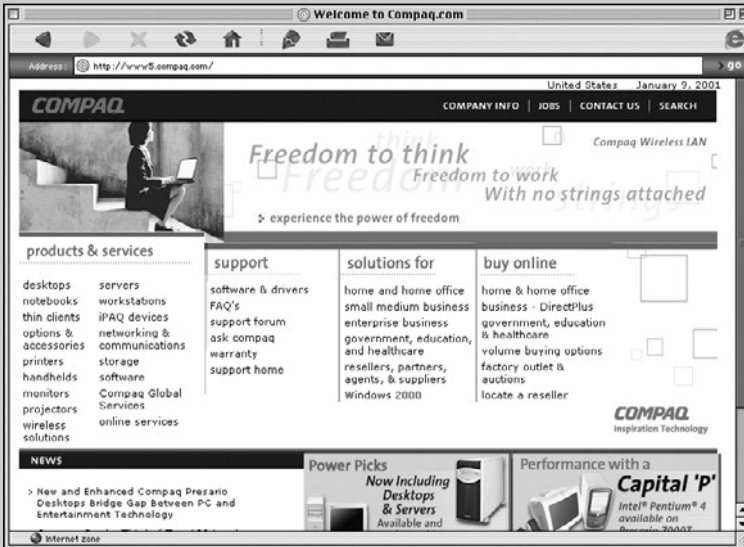 Welcome to Compaq.com
Address: http://www5.compaq.com/ go
United States January 9, 2001
COMPAQ COMPANY INFO | JOBS | CONTACT US | SEARCH
Compaq Wireless LAN
think
Freedom to think
Freedom
work
Freedom to work
strings
With no strings attached
experience the power of freedom
products & services
desktops
notebooks
thin clients
options &
accessories
printers
handhelds
monitors
projectors
wireless
solutions
servers
workstations
iPAQ devices
networking &
communications
storage
software
Compaq Global
Services
online services
support
software & drivers
FAQ's
support forum
ask compaq
warranty
support home
solutions for
home and home office
small medium business
enterprise business
government, education,
and healthcare
resellers, partners,
agents, & suppliers
Windows 2000
buy online
home & home office
business - DirectPlus
government, education
& healthcare
volume buying options
factory outlet &
auctions
locate a reseller
COMPAQ
Inspiration Technology
NEWS
> New and Enhanced Compaq Presario
Desktops Bridge Gap Between PC and
Entertainment Technology
Power Picks
Now Including
Desktops
& Servers
Available and
Performance with a
Capital 'P'
Intel® Pentium® 4
available on
Internet zone